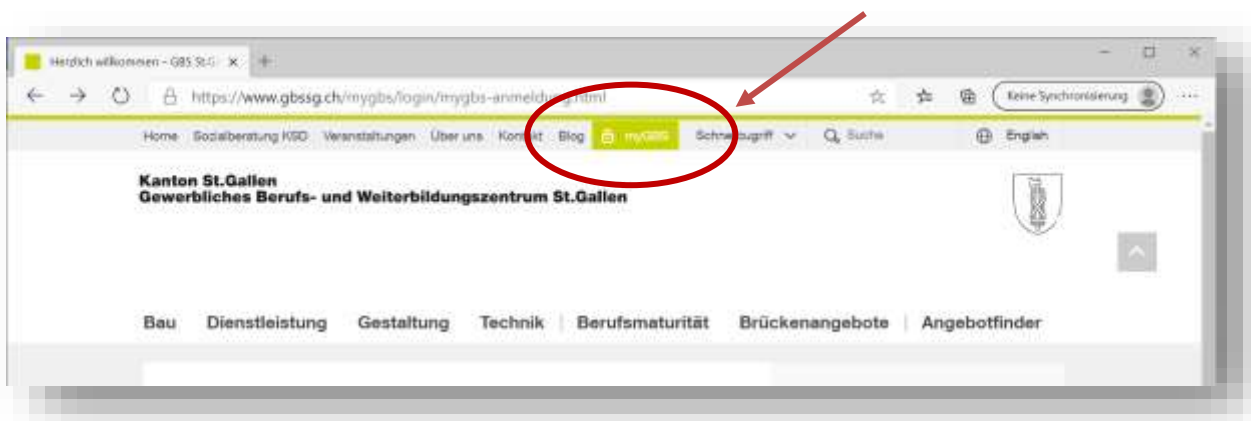 Herzlich willkommen - GBS St.G
https://www.gbssg.ch/mygbs/login/mygbs-anmeldung.html
Keine Synchronisierung
Home Sozialberatung KSD Veranstaltungen Über uns Kontakt Blog myGBS Schnellzugriff Suche English
Kanton St.Gallen
Gewerbliches Berufs- und Weiterbildungszentrum St.Gallen
Bau Dienstleistung Gestaltung Technik Berufsmaturität Brückenangebote Angebotfinder